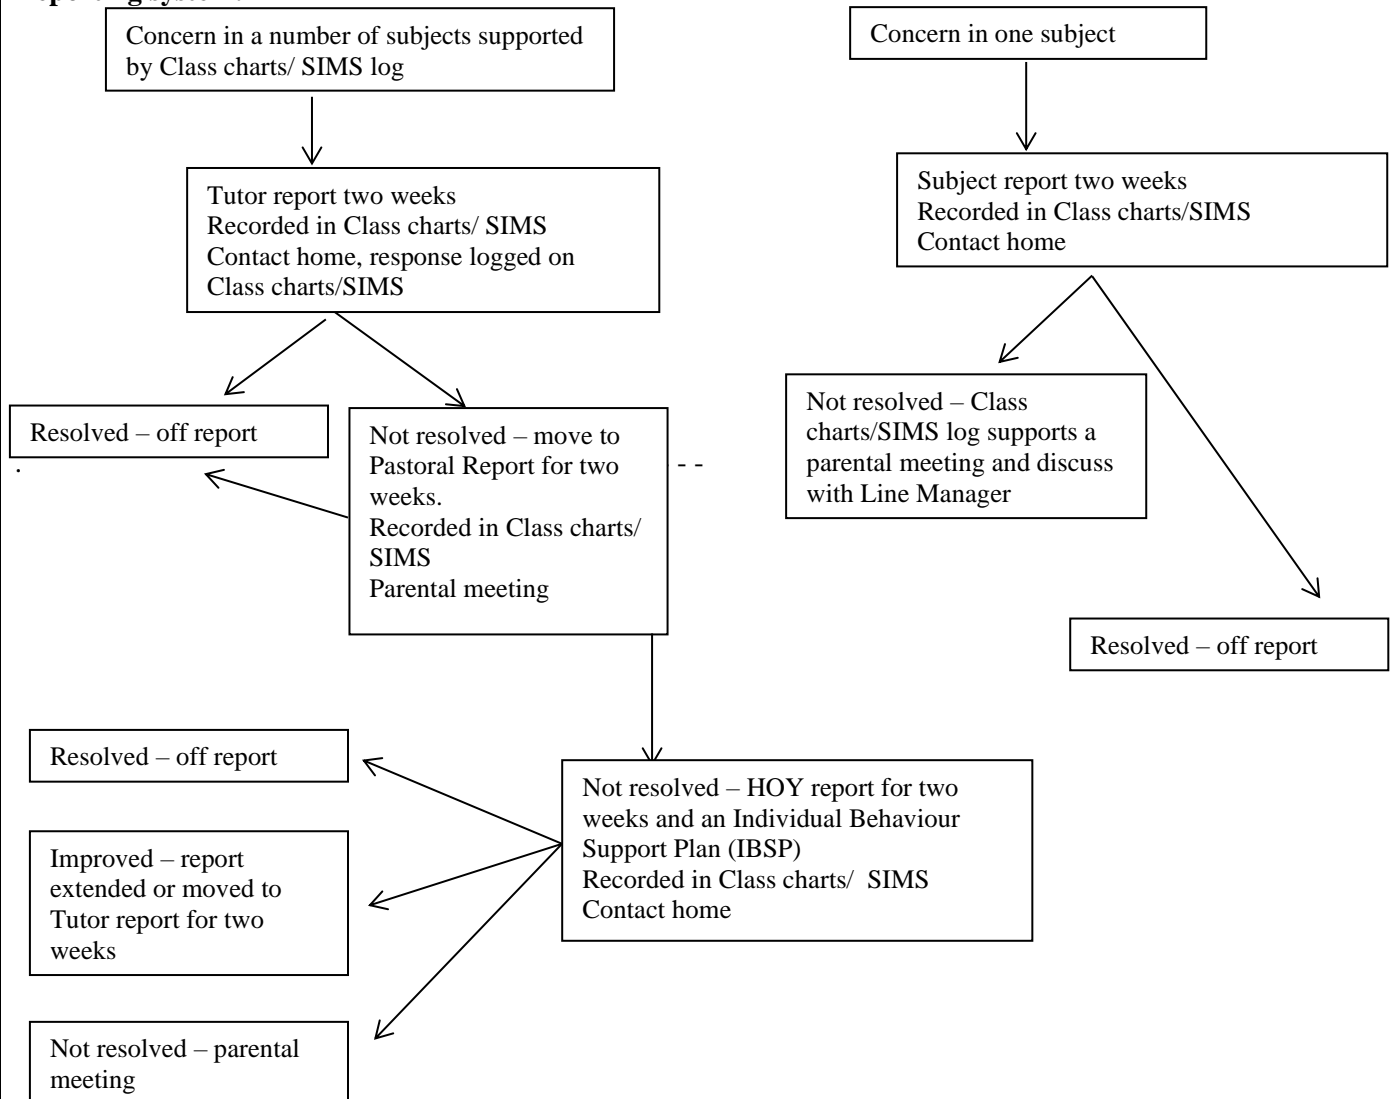 Concern in a number of subjects supported
by Class charts/ SIMS log
Concern in one subject
Tutor report two weeks
Recorded in Class charts/ SIMS
Contact home, response logged on
Class charts/SIMS
Subject report two weeks
Recorded in Class charts/SIMS
Contact home
Resolved – off report
.
Not resolved – move to
Pastoral Report for two
weeks.
Recorded in Class charts/
SIMS
Parental meeting
- -
Not resolved – Class
charts/SIMS log supports a
parental meeting and discuss
with Line Manager
Resolved – off report
Resolved – off report
Not resolved – HOY report for two
weeks and an Individual Behaviour
Support Plan (IBSP)
Recorded in Class charts/  SIMS
Contact home
Improved – report
extended or moved to
Tutor report for two
weeks
Not resolved – parental
meeting